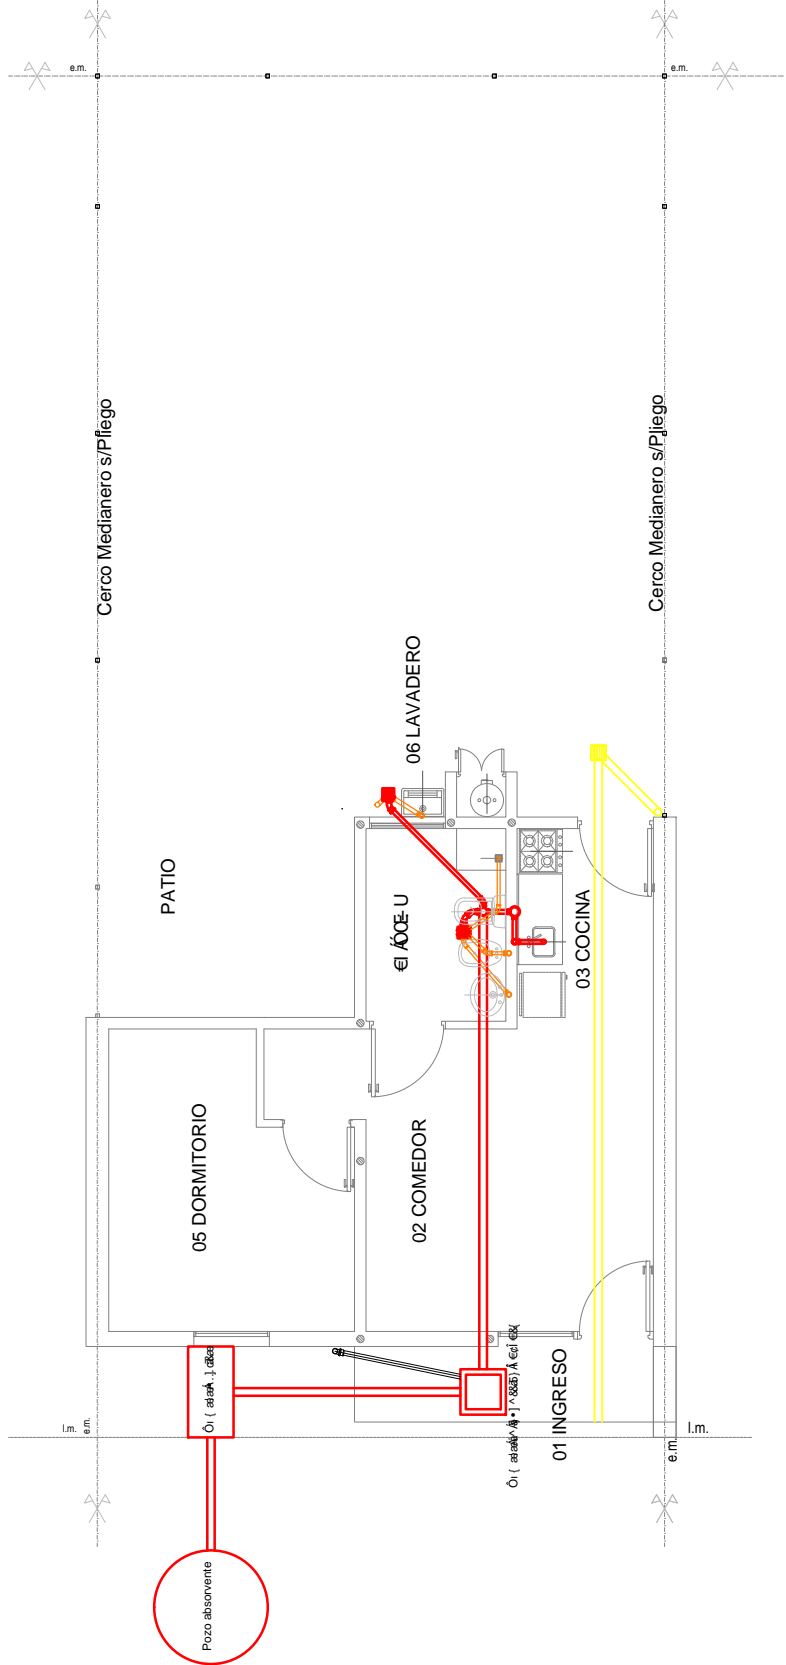 e.m.
e.m.
Cerco Medianero s/Pliego
Cerco Medianero s/Pliego
06 LAVADERO
PATIO
03 COCINA
05 DORMITORIO
02 COMEDOR
01 INGRESO
l.m.
e.m.
l.m.
e.m.
Pozo absorvente